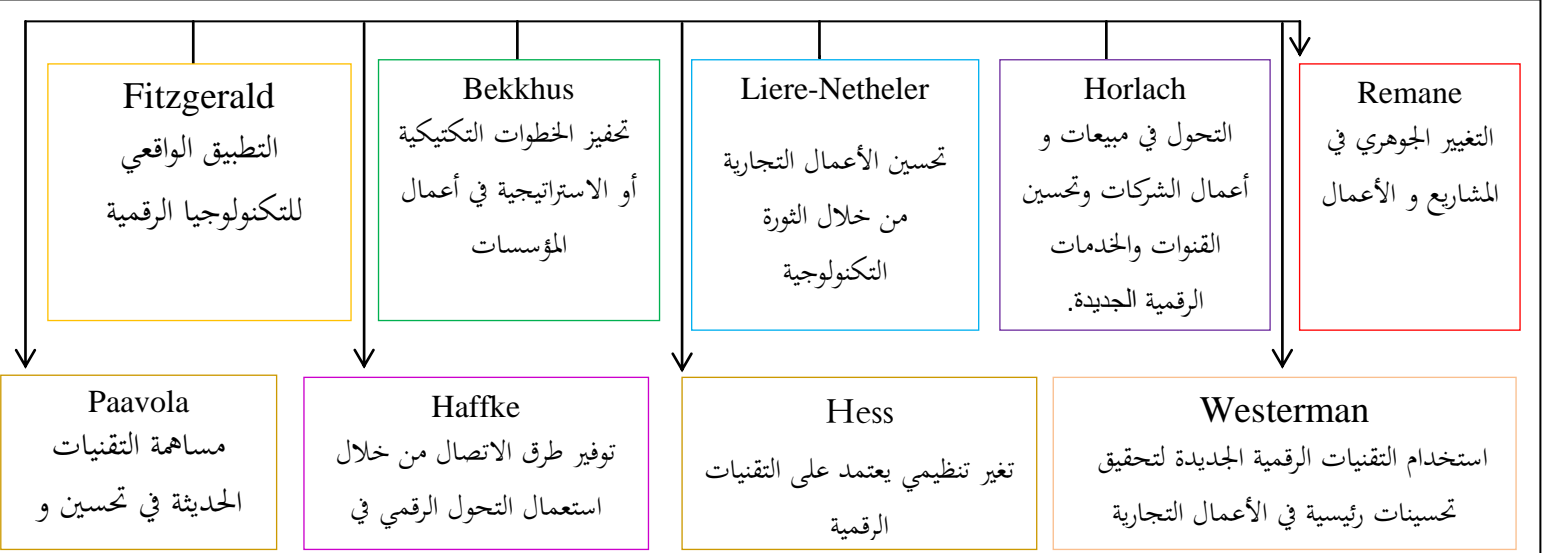 Remane
التغيير الجوهري في
المشاريع و الأعمال
Horlach
التحول في مبيعات و
أعمال الشركات وتحسين
القنوات والخدمات
الرقمية الجديدة.
Liere-Netheler
تحسين الأعمال التجارية
من خلال الثورة
التكنولوجية
Bekkhus
تحفيز الخطوات التكتيكية
أو الاستراتيجية في أعمال
المؤسسات
Fitzgerald
التطبيق الواقعي
للتكنولوجيا الرقمية
Westerman
استخدام التقنيات الرقمية الجديدة لتحقيق
تحسينات رئيسية في الأعمال التجارية
Hess
تغير تنظيمي يعتمد على التقنيات
الرقمية
Haffke
توفير طرق الاتصال من خلال
استعمال التحول الرقمي في
Paavola
مساهمة التقنيات
الحديثة في تحسين و